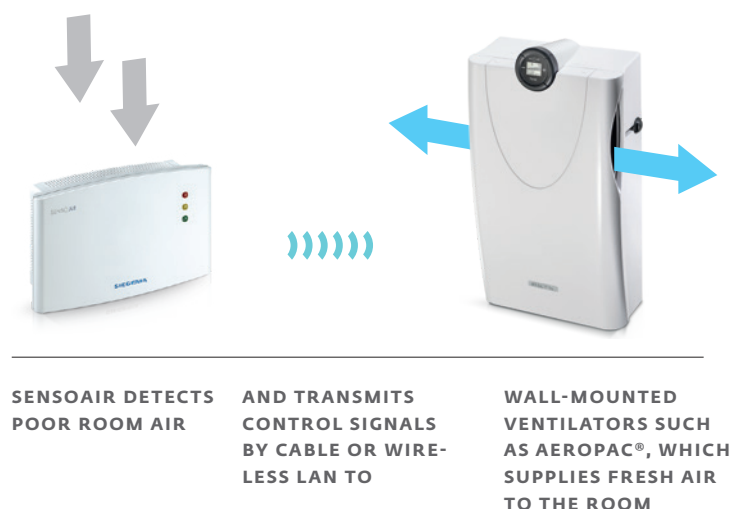 SENSOAIR
SIEGENIA
SENSOAIR DETECTS
POOR ROOM AIR
AND TRANSMITS
CONTROL SIGNALS
BY CABLE OR WIRE-
LESS LAN TO
WALL-MOUNTED
VENTILATORS SUCH
AS AEROPAC®, WHICH
SUPPLIES FRESH AIR
TO THE ROOM